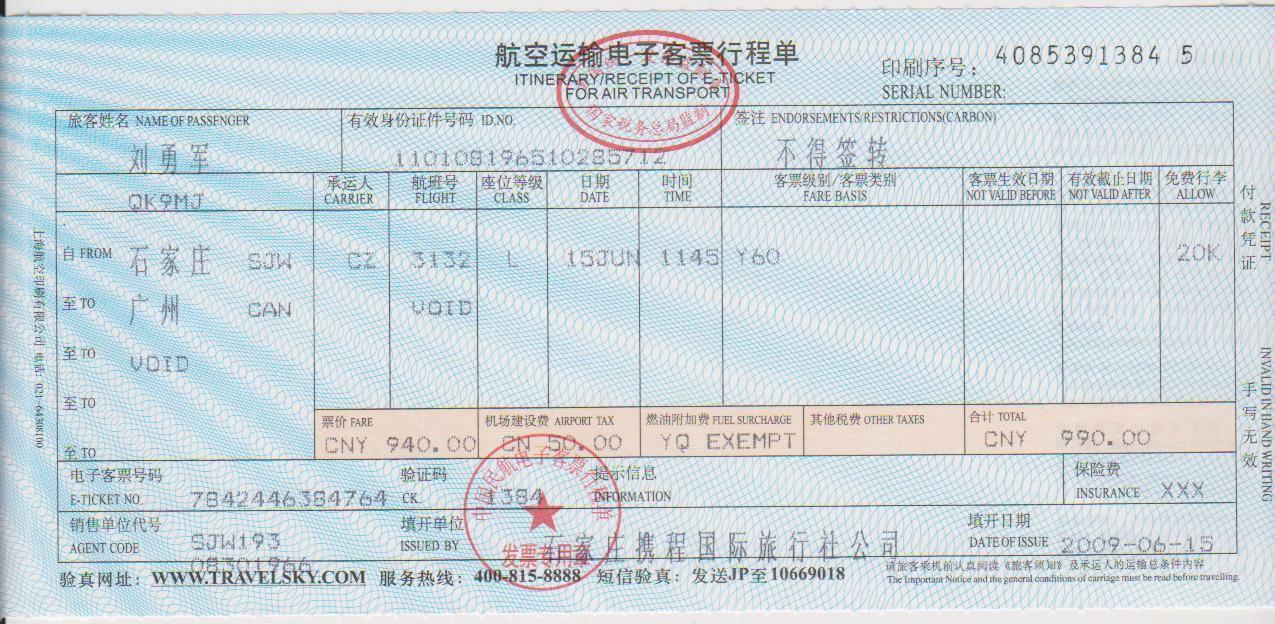 航空运输电子客票行程单
ITINERARY/RECEIPT OF E-TICKET
FOR AIR TRANSPORT
国家税务总局监制
印刷序号: 4085391384 5
SERIAL NUMBER:
旅客姓名 NAME OF PASSENGER
刘勇军
有效身份证件号码 ID.NO.
110108196510285712
签注 ENDORSEMENTS/RESTRICTIONS(CARBON)
不得签转
QK9MJ
承运人 CARRIER
航班号 FLIGHT
座位等级 CLASS
日期 DATE
时间 TIME
客票级别/客票类别 FARE BASIS
客票生效日期 NOT VALID BEFORE
有效截止日期 NOT VALID AFTER
免费行李 ALLOW
自 FROM 石家庄 SJW CZ 3132 L 15JUN 1145 Y60 20K
至 TO 广州 CAN VOID
至 TO VOID
至 TO
至 TO
票价 FARE CNY 940.00
机场建设费 AIRPORT TAX CN 50.00
燃油附加费 FUEL SURCHARGE YQ EXEMPT
其他税费 OTHER TAXES
合计 TOTAL CNY 990.00
电子客票号码 E-TICKET NO. 7842446384764
验证码 CK. 1384
提示信息 INFORMATION
保险费 INSURANCE XXX
销售单位代号 AGENT CODE SJW193
08301966
填开单位 ISSUED BY 石家庄携程国际旅行社公司
填开日期 DATE OF ISSUE 2009-06-15
中国民航电子客票行程单
发票专用章
验真网址: WWW.TRAVELSKY.COM 服务热线: 400-815-8888 短信验真: 发送JP至10669018
请旅客乘机前认真阅读《旅客须知》及承运人的运输总条件内容
The Important Notice and the general conditions of carriage must be read before travelling.
付款凭证 RECEIPT
手写无效 INVALID IN HAND WRITING
上海航空印刷有限公司 电话: 021-64308100